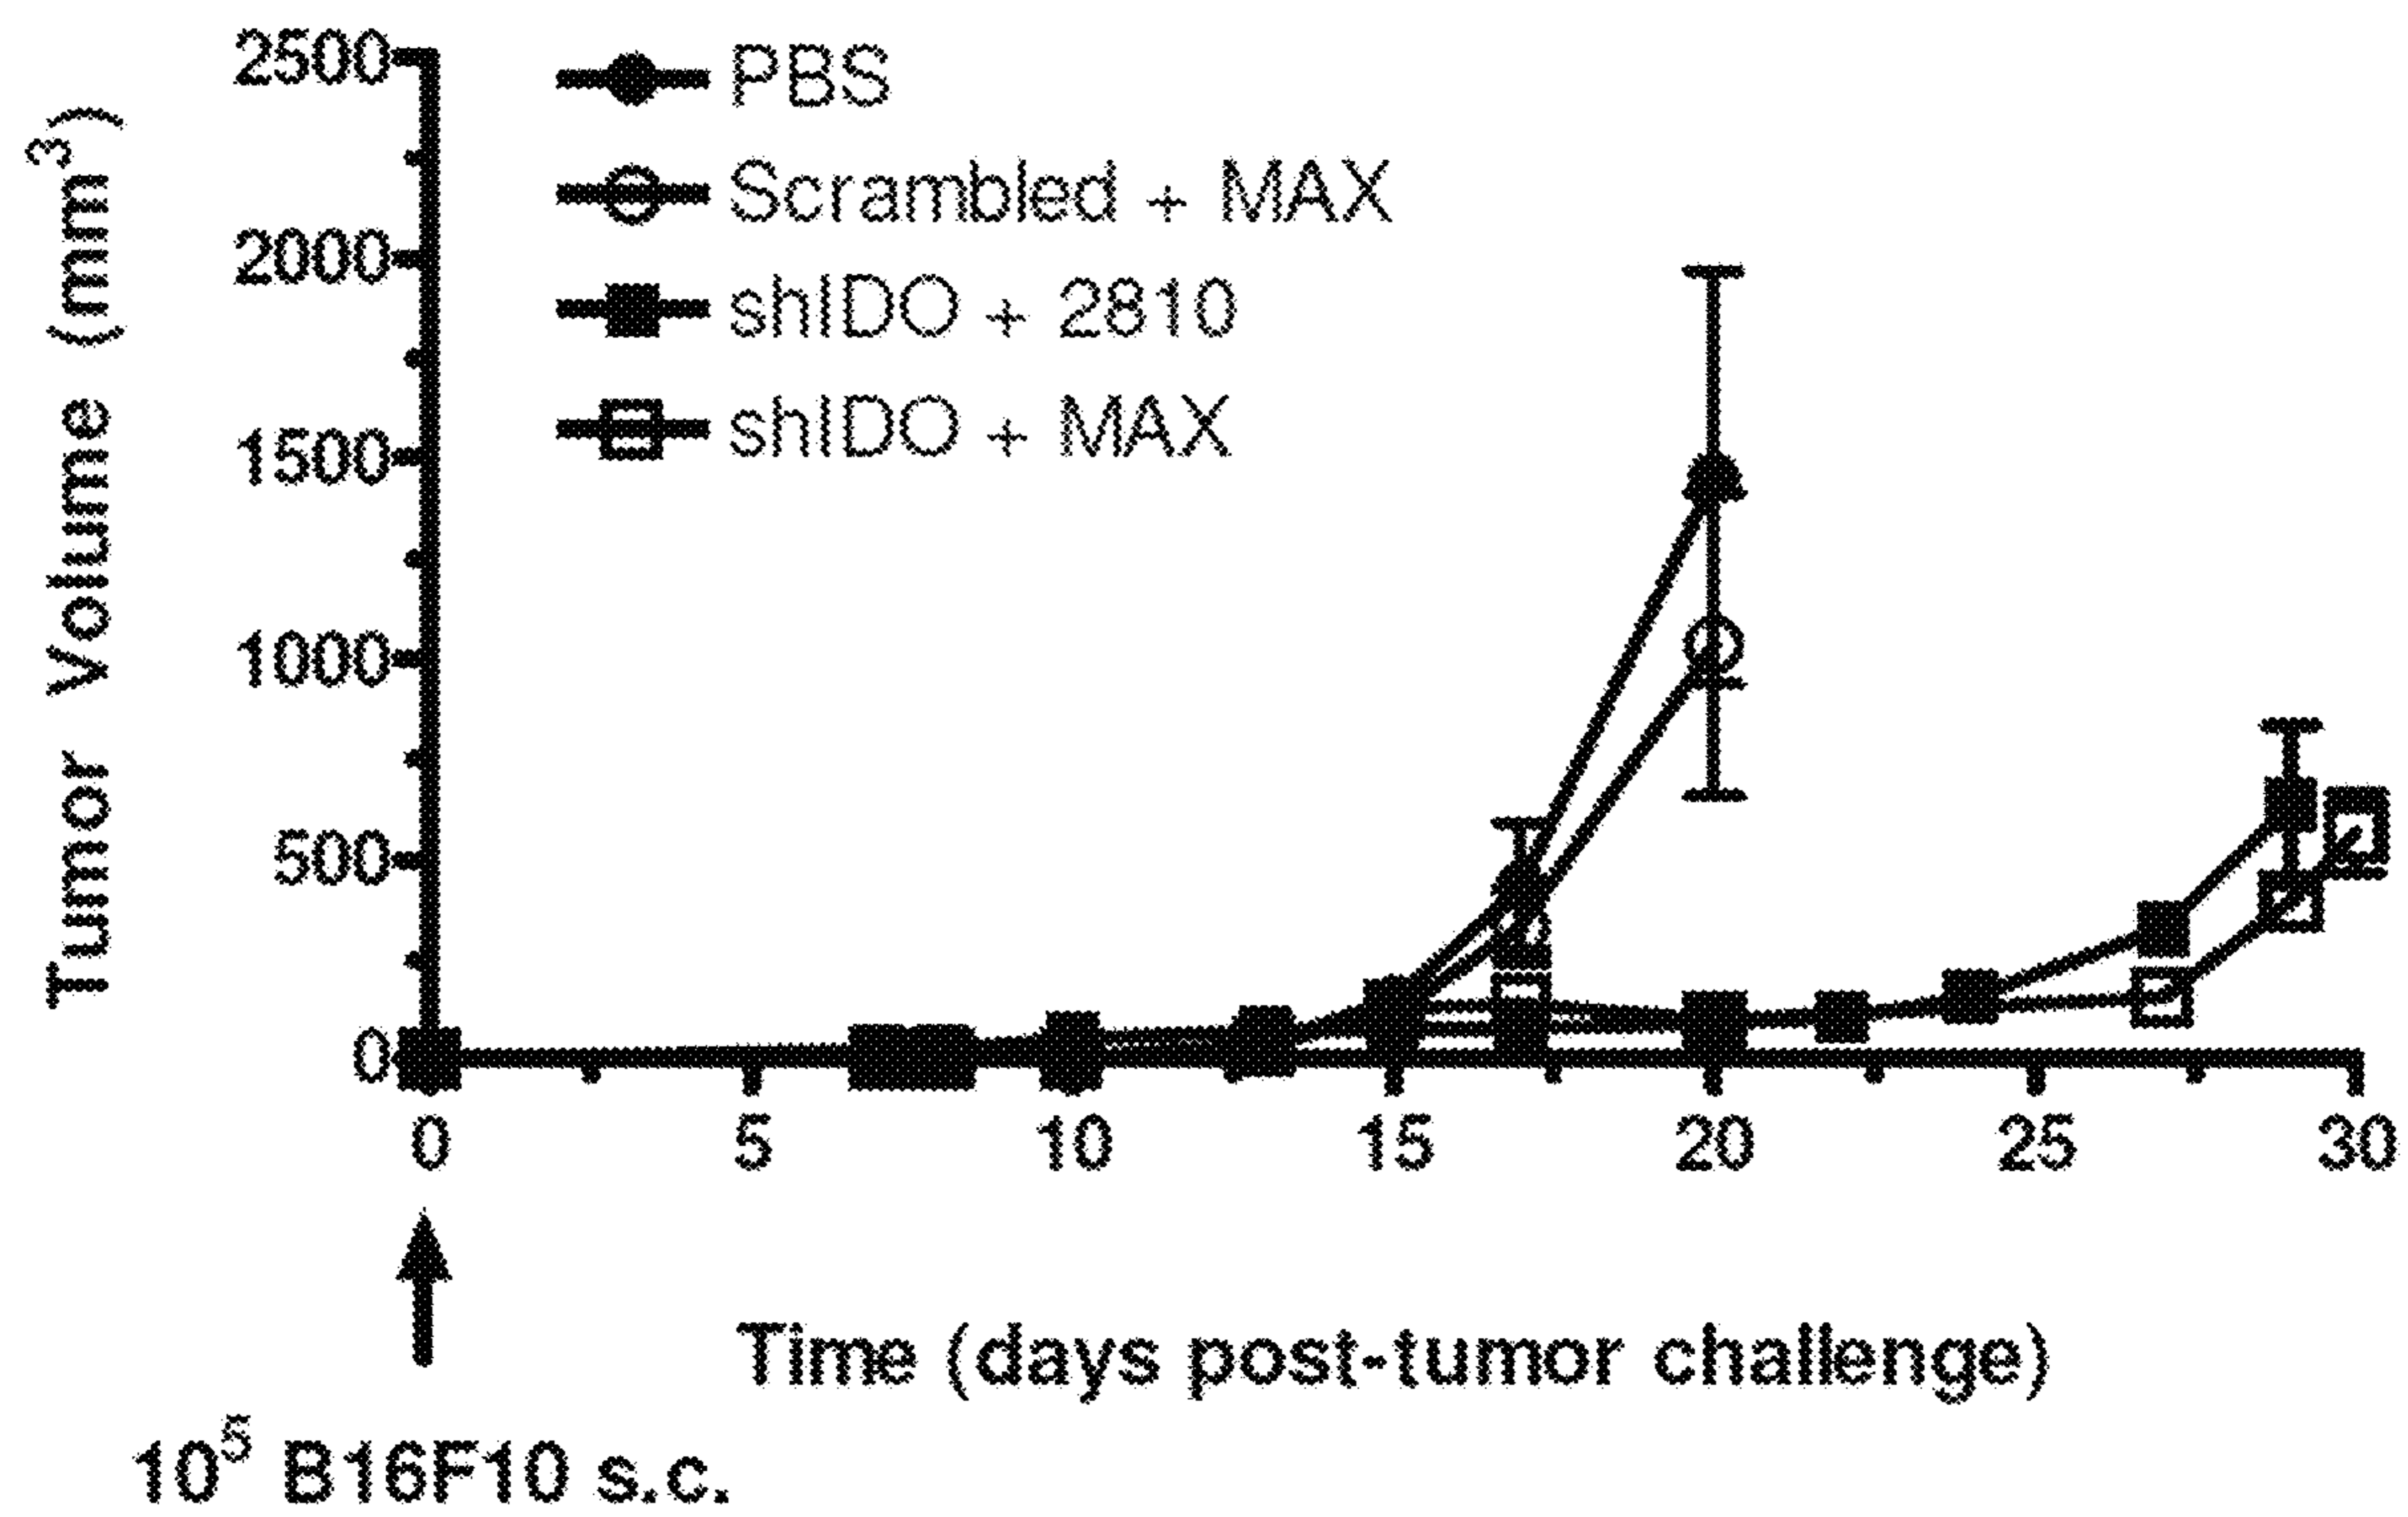 Tumor Volume (mm³)
2500
2000
1500
1000
500
0
PBS
Scrambled + MAX
shIDO + 2810
shIDO + MAX
0 5 10 15 20 25 30
Time (days post-tumor challenge)
10⁵ B16F10 s.c.